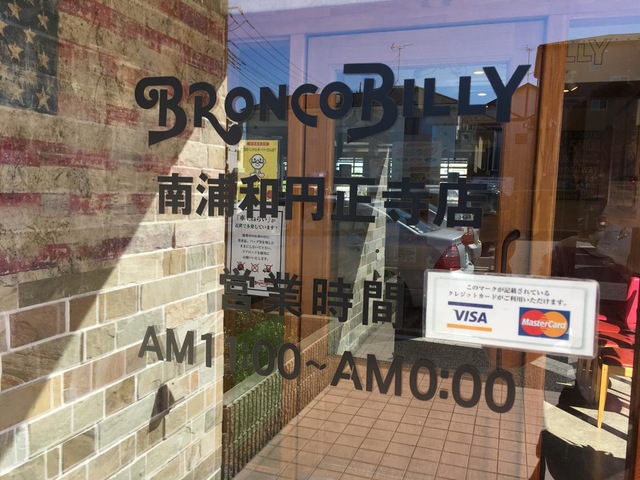 BRONCO BILLY
南浦和円正寺店
営業時間
AM11:00~AM0:00
このマークが記載されている
クレジットカードがご利用いただけます。
VISA
MasterCard